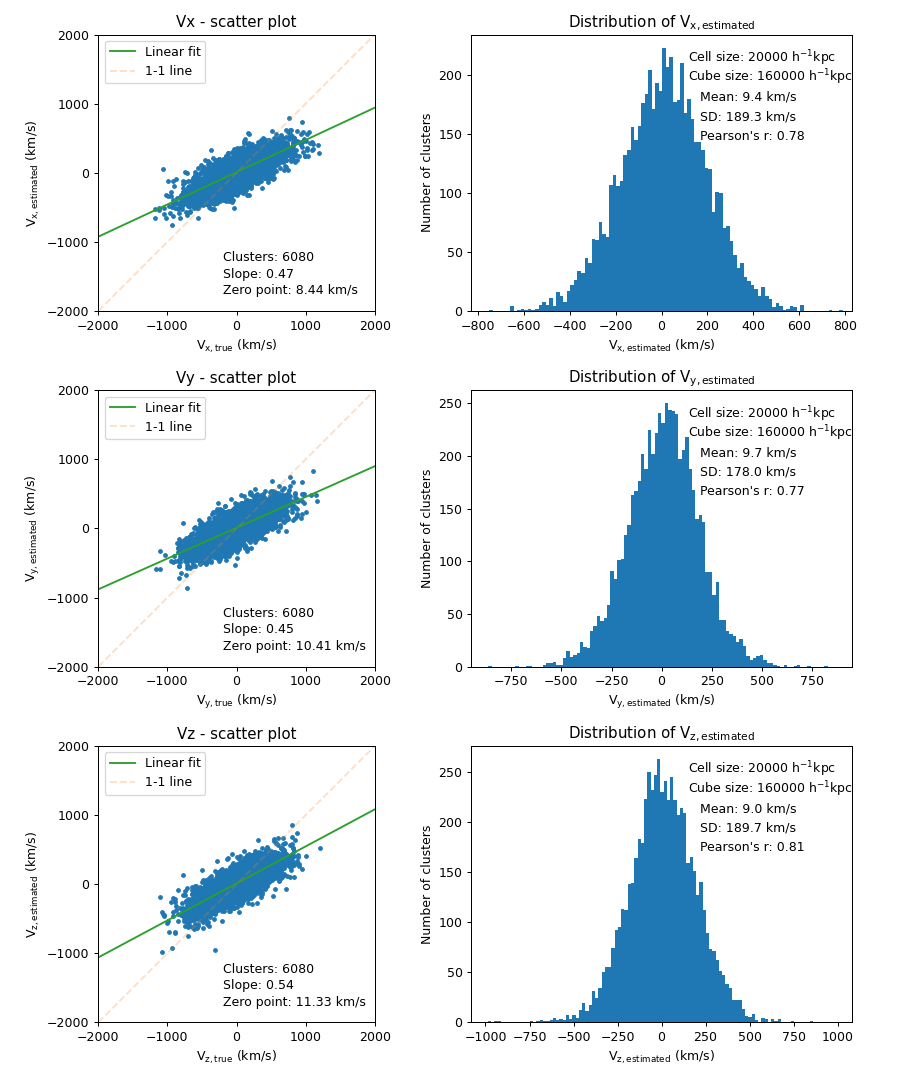 Vx - scatter plot
2000
1000
0
−1000
−2000
V_x, estimated (km/s)
Linear fit
1-1 line
Clusters: 6080
Slope: 0.47
Zero point: 8.44 km/s
−2000 −1000 0 1000 2000
V_x, true (km/s)
Distribution of V_x, estimated
200
150
100
50
0
Number of clusters
Cell size: 20000 h⁻¹kpc
Cube size: 160000 h⁻¹kpc
Mean: 9.4 km/s
SD: 189.3 km/s
Pearson's r: 0.78
−800 −600 −400 −200 0 200 400 600 800
V_x, estimated (km/s)
Vy - scatter plot
2000
1000
0
−1000
−2000
V_y, estimated (km/s)
Linear fit
1-1 line
Clusters: 6080
Slope: 0.45
Zero point: 10.41 km/s
−2000 −1000 0 1000 2000
V_y, true (km/s)
Distribution of V_y, estimated
250
200
150
100
50
0
Number of clusters
Cell size: 20000 h⁻¹kpc
Cube size: 160000 h⁻¹kpc
Mean: 9.7 km/s
SD: 178.0 km/s
Pearson's r: 0.77
−750 −500 −250 0 250 500 750
V_y, estimated (km/s)
Vz - scatter plot
2000
1000
0
−1000
−2000
V_z, estimated (km/s)
Linear fit
1-1 line
Clusters: 6080
Slope: 0.54
Zero point: 11.33 km/s
−2000 −1000 0 1000 2000
V_z, true (km/s)
Distribution of V_z, estimated
250
200
150
100
50
0
Number of clusters
Cell size: 20000 h⁻¹kpc
Cube size: 160000 h⁻¹kpc
Mean: 9.0 km/s
SD: 189.7 km/s
Pearson's r: 0.81
−1000 −750 −500 −250 0 250 500 750 1000
V_z, estimated (km/s)